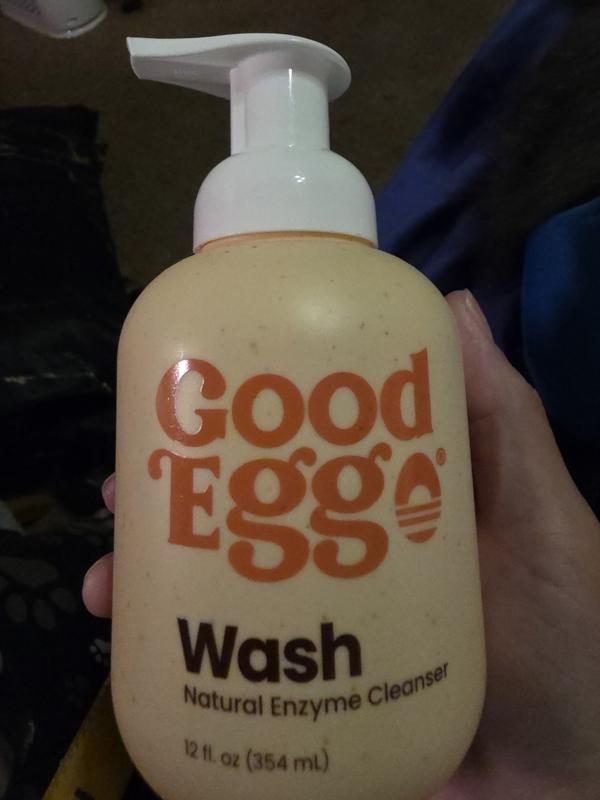 Good
Egg®
Wash
Natural Enzyme Cleanser
12 fl. oz (354 mL)